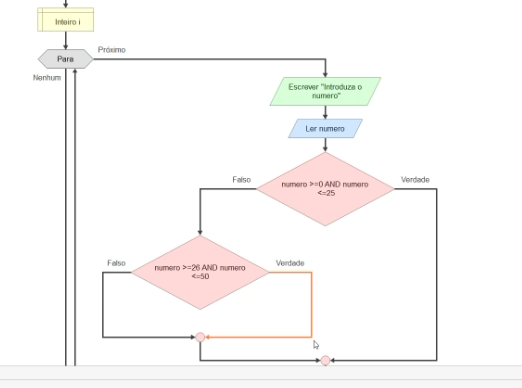 Inteiro i
Para
Próximo
Nenhum
Escrever "Introduza o
numero"
Ler numero
numero >=0 AND numero
<=25
Falso
Verdade
numero >=26 AND numero
<=50
Falso
Verdade